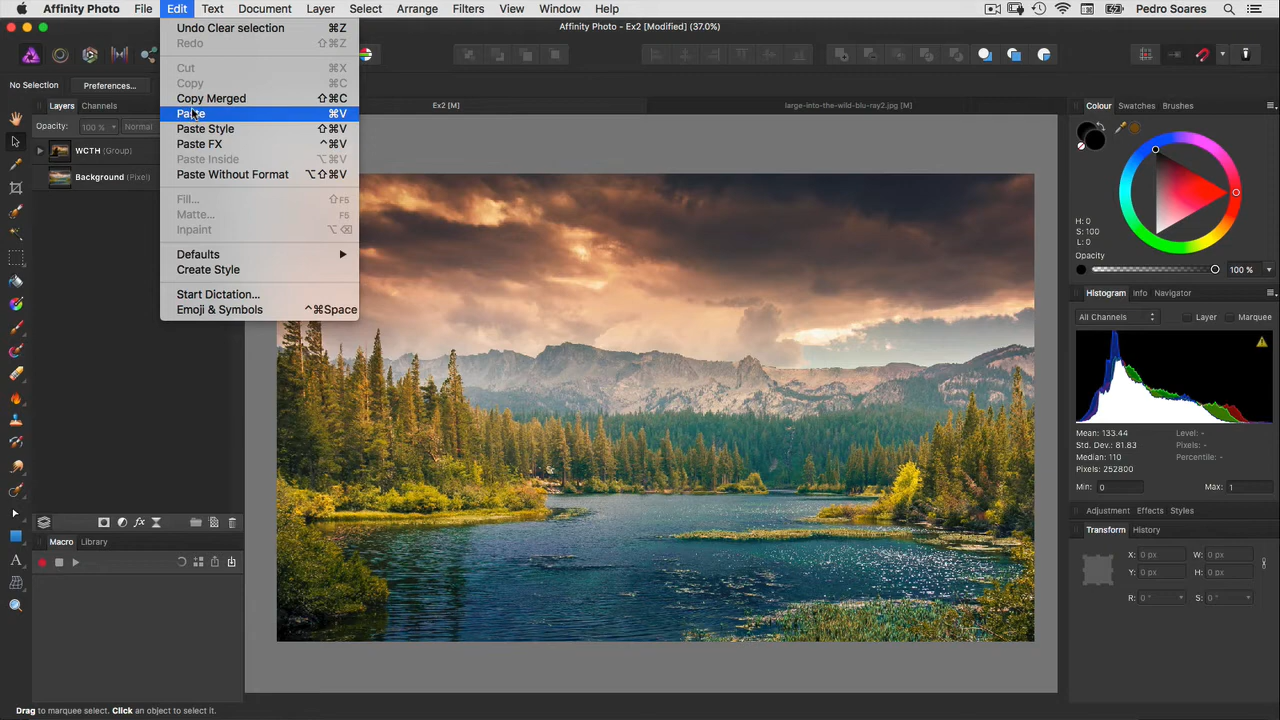 Affinity Photo File Edit Text Document Layer Select Arrange Filters View Window Help Pedro Soares
Affinity Photo - Ex2 [Modified] (37.0%)
Undo Clear selection ⌘Z
Redo ⇧⌘Z
Cut ⌘X
Copy ⌘C
Copy Merged ⇧⌘C
Paste ⌘V
Paste Style ⇧⌘V
Paste FX ^⌘V
Paste Inside ⌥⌘V
Paste Without Format ⌥⇧⌘V
Fill... ⇧F5
Matte... F6
Inpaint ⌥⌫
Defaults
Create Style
Start Dictation...
Emoji & Symbols ^⌘Space
No Selection Preferences...
Ex2 [M] large-into-the-wild-blu-ray2.jpg [M]
Layers Channels
Opacity: 100 % Normal
WCTH (Group)
Background (Pixel)
Macro Library
Colour Swatches Brushes
H: 0
S: 100
L: 0
Opacity
100 %
Histogram Info Navigator
All Channels Layer Marquee
Mean: 133.44 Level: -
Std. Dev.: 81.83 Pixels: -
Median: 110 Percentile: -
Pixels: 252800
Min: 0 Max: 1
Adjustment Effects Styles
Transform History
X: 0 px W: 0 px
Y: 0 px H: 0 px
R: 0 ° S: 0 °
Drag to marquee select. Click an object to select it.